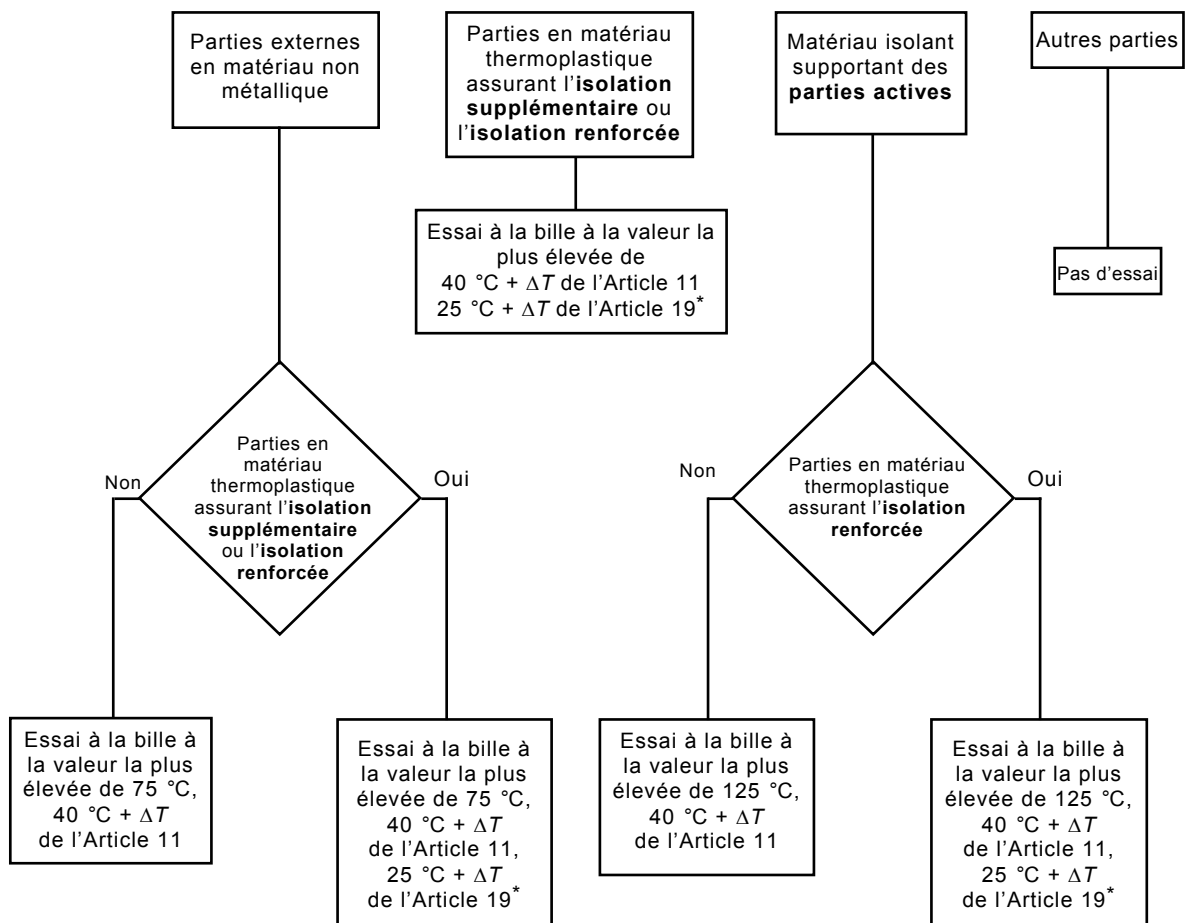 Parties externes
en matériau non
métallique
Parties en matériau
thermoplastique
assurant l'isolation
supplémentaire ou
l'isolation renforcée
Matériau isolant
supportant des
parties actives
Autres parties
Essai à la bille à la valeur la
plus élevée de
40 °C + ΔT de l'Article 11
25 °C + ΔT de l'Article 19*
Pas d'essai
Non
Parties en
matériau
thermoplastique
assurant l'isolation
supplémentaire
ou l'isolation
renforcée
Oui
Non
Parties en matériau
thermoplastique
assurant l'isolation
renforcée
Oui
Essai à la bille à
la valeur la plus
élevée de 75 °C,
40 °C + ΔT
de l'Article 11
Essai à la bille à
la valeur la plus
élevée de 75 °C,
40 °C + ΔT
de l'Article 11,
25 °C + ΔT
de l'Article 19*
Essai à la bille à
la valeur la plus
élevée de 125 °C,
40 °C + ΔT
de l'Article 11
Essai à la bille à
la valeur la plus
élevée de 125 °C,
40 °C + ΔT
de l'Article 11,
25 °C + ΔT
de l'Article 19*